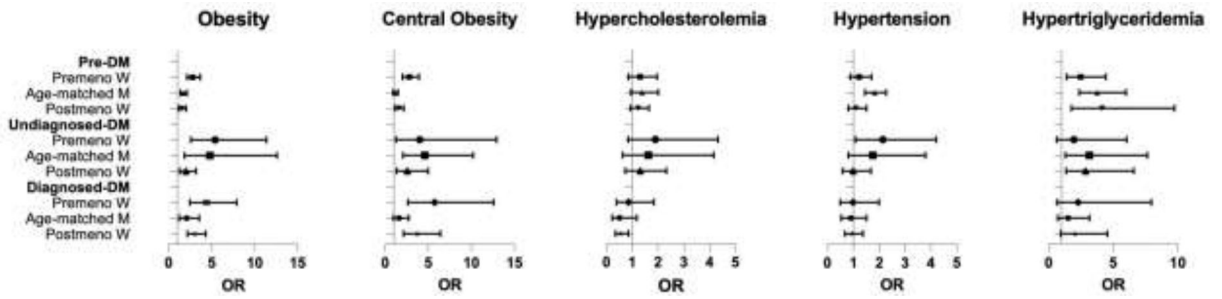 Obesity Central Obesity Hypercholesterolemia Hypertension Hypertriglyceridemia
Pre-DM
Premeno W
Age-matched M
Postmeno W
Undiagnosed-DM
Premeno W
Age-matched M
Postmeno W
Diagnosed-DM
Premeno W
Age-matched M
Postmeno W
0 5 10 15 0 5 10 15 0 1 2 3 4 5 0 1 2 3 4 5 0 5 10
OR OR OR OR OR